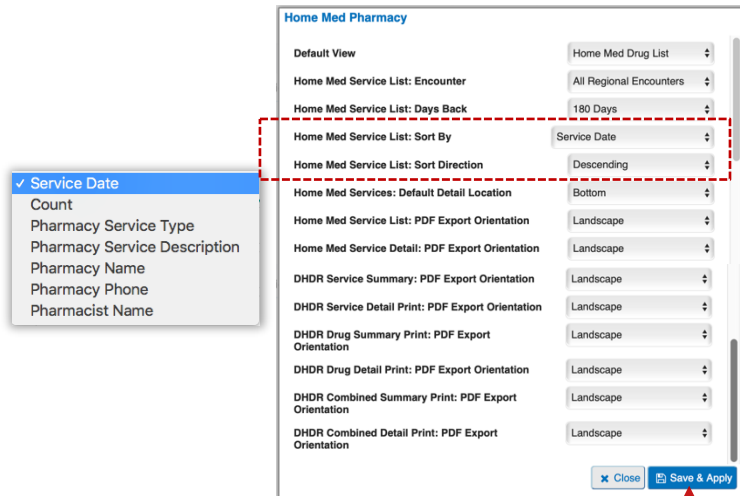 Home Med Pharmacy
Default View
Home Med Drug List
Home Med Service List: Encounter
All Regional Encounters
Home Med Service List: Days Back
180 Days
Home Med Service List: Sort By
Service Date
Home Med Service List: Sort Direction
Descending
Home Med Services: Default Detail Location
Bottom
Home Med Service List: PDF Export Orientation
Landscape
Home Med Service Detail: PDF Export Orientation
Landscape
DHDR Service Summary: PDF Export Orientation
Landscape
DHDR Service Detail Print: PDF Export Orientation
Landscape
DHDR Drug Summary Print: PDF Export
Orientation
Landscape
DHDR Drug Detail Print: PDF Export Orientation
Landscape
DHDR Combined Summary Print: PDF Export
Orientation
Landscape
DHDR Combined Detail Print: PDF Export
Orientation
Landscape
Close
Save & Apply
✓ Service Date
Count
Pharmacy Service Type
Pharmacy Service Description
Pharmacy Name
Pharmacy Phone
Pharmacist Name